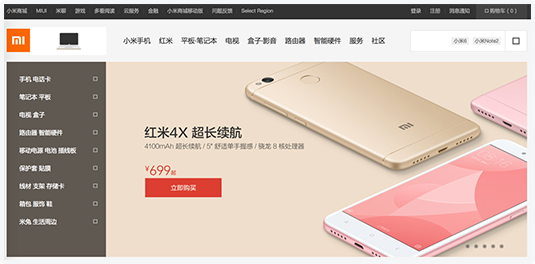 小米商城 MIUI 米聊 游戏 多看阅读 云服务 金融 小米商城移动版 问题反馈 Select Region 登录 注册 消息通知 购物车 ( 0 )
小米手机 红米 平板·笔记本 电视 盒子·影音 路由器 智能硬件 服务 社区 小米6 小米Note2
手机 电话卡
笔记本 平板
电视 盒子
路由器 智能硬件
移动电源 电池 插线板
保护套 贴膜
线材 支架 存储卡
箱包 服饰 鞋
米兔 生活周边
红米4X 超长续航
4100mAh 超长续航 / 5" 舒适单手握感 / 骁龙 8 核处理器
¥699起
立即购买
mi